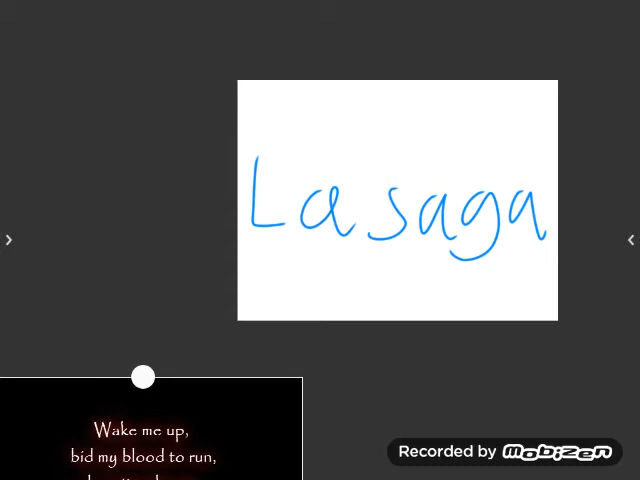 La saga
Wake me up,
bid my blood to run,
Recorded by mobizen